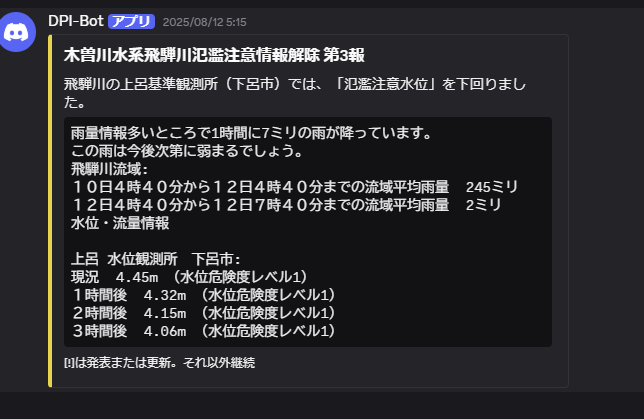 DPI-Bot アプリ 2025/08/12 5:15
木曽川水系飛騨川氾濫注意情報解除 第3報
飛騨川の上呂基準観測所（下呂市）では、「氾濫注意水位」を下回りまし
た。
雨量情報多いところで1時間に7ミリの雨が降っています。
この雨は今後次第に弱まるでしょう。
飛騨川流域:
１０日４時４０分から１２日４時４０分までの流域平均雨量　245ミリ
１２日４時４０分から１２日７時４０分までの流域平均雨量　2ミリ
水位・流量情報
上呂 水位観測所　下呂市:
現況　4.45m （水位危険度レベル1）
１時間後　4.32m （水位危険度レベル1）
２時間後　4.15m （水位危険度レベル1）
３時間後　4.06m （水位危険度レベル1）
[!]は発表または更新。それ以外継続